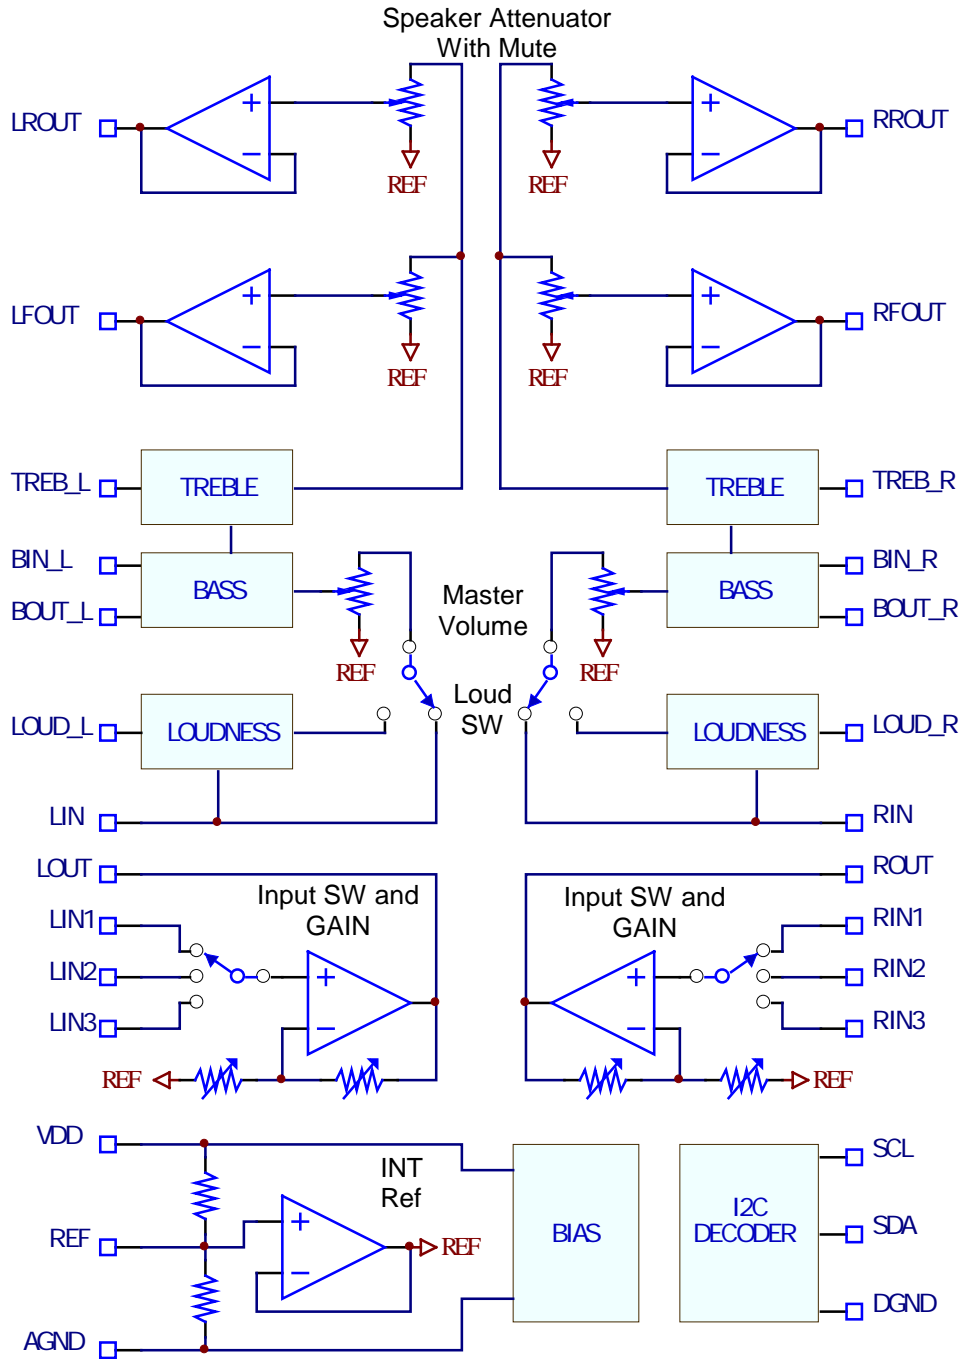 Speaker Attenuator
With Mute
LROUT
+
−
REF
REF
+
−
RROUT
LFOUT
+
−
REF
REF
+
−
RFOUT
TREB_L
TREBLE
TREBLE
TREB_R
BIN_L
BOUT_L
BASS
REF
Master
Volume
REF
BASS
BIN_R
BOUT_R
LOUD_L
LOUDNESS
Loud
SW
LOUDNESS
LOUD_R
LIN
RIN
LOUT
ROUT
Input SW and
GAIN
Input SW and
GAIN
LIN1
LIN2
LIN3
+
−
+
−
RIN1
RIN2
RIN3
REF
REF
VDD
REF
AGND
INT
Ref
+
−
REF
BIAS
I2C
DECODER
SCL
SDA
DGND